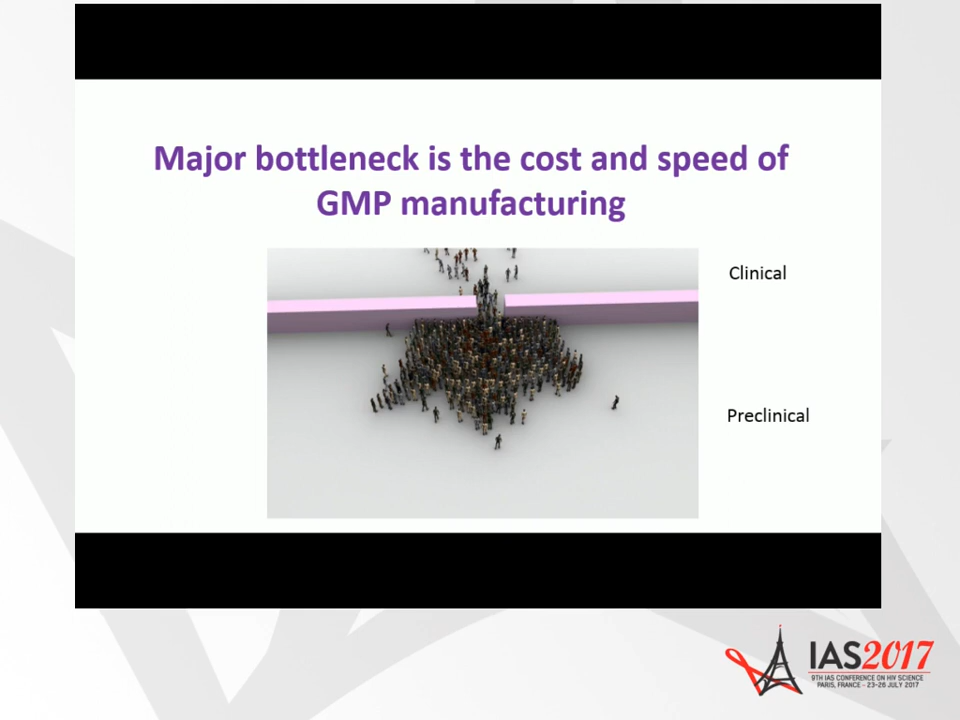 Major bottleneck is the cost and speed of
GMP manufacturing
Clinical
Preclinical
IAS2017
9TH IAS CONFERENCE ON HIV SCIENCE
PARIS, FRANCE – 23–26 JULY 2017